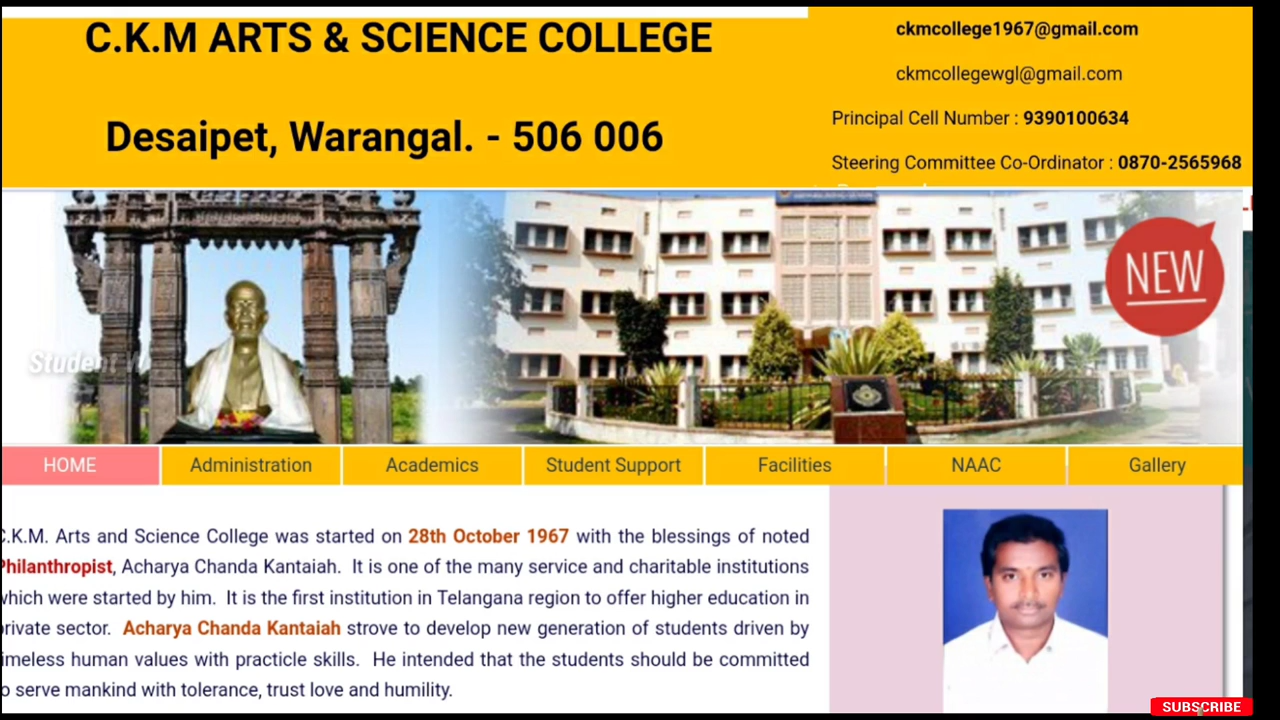 C.K.M ARTS & SCIENCE COLLEGE
Desaipet, Warangal. - 506 006
ckmcollege1967@gmail.com
ckmcollegewgl@gmail.com
Principal Cell Number : 9390100634
Steering Committee Co-Ordinator : 0870-2565968
NEW
Student W
HOME Administration Academics Student Support Facilities NAAC Gallery
C.K.M. Arts and Science College was started on 28th October 1967 with the blessings of noted
Philanthropist, Acharya Chanda Kantaiah. It is one of the many service and charitable institutions
which were started by him. It is the first institution in Telangana region to offer higher education in
private sector. Acharya Chanda Kantaiah strove to develop new generation of students driven by
timeless human values with practicle skills. He intended that the students should be committed
to serve mankind with tolerance, trust love and humility.
SUBSCRIBE